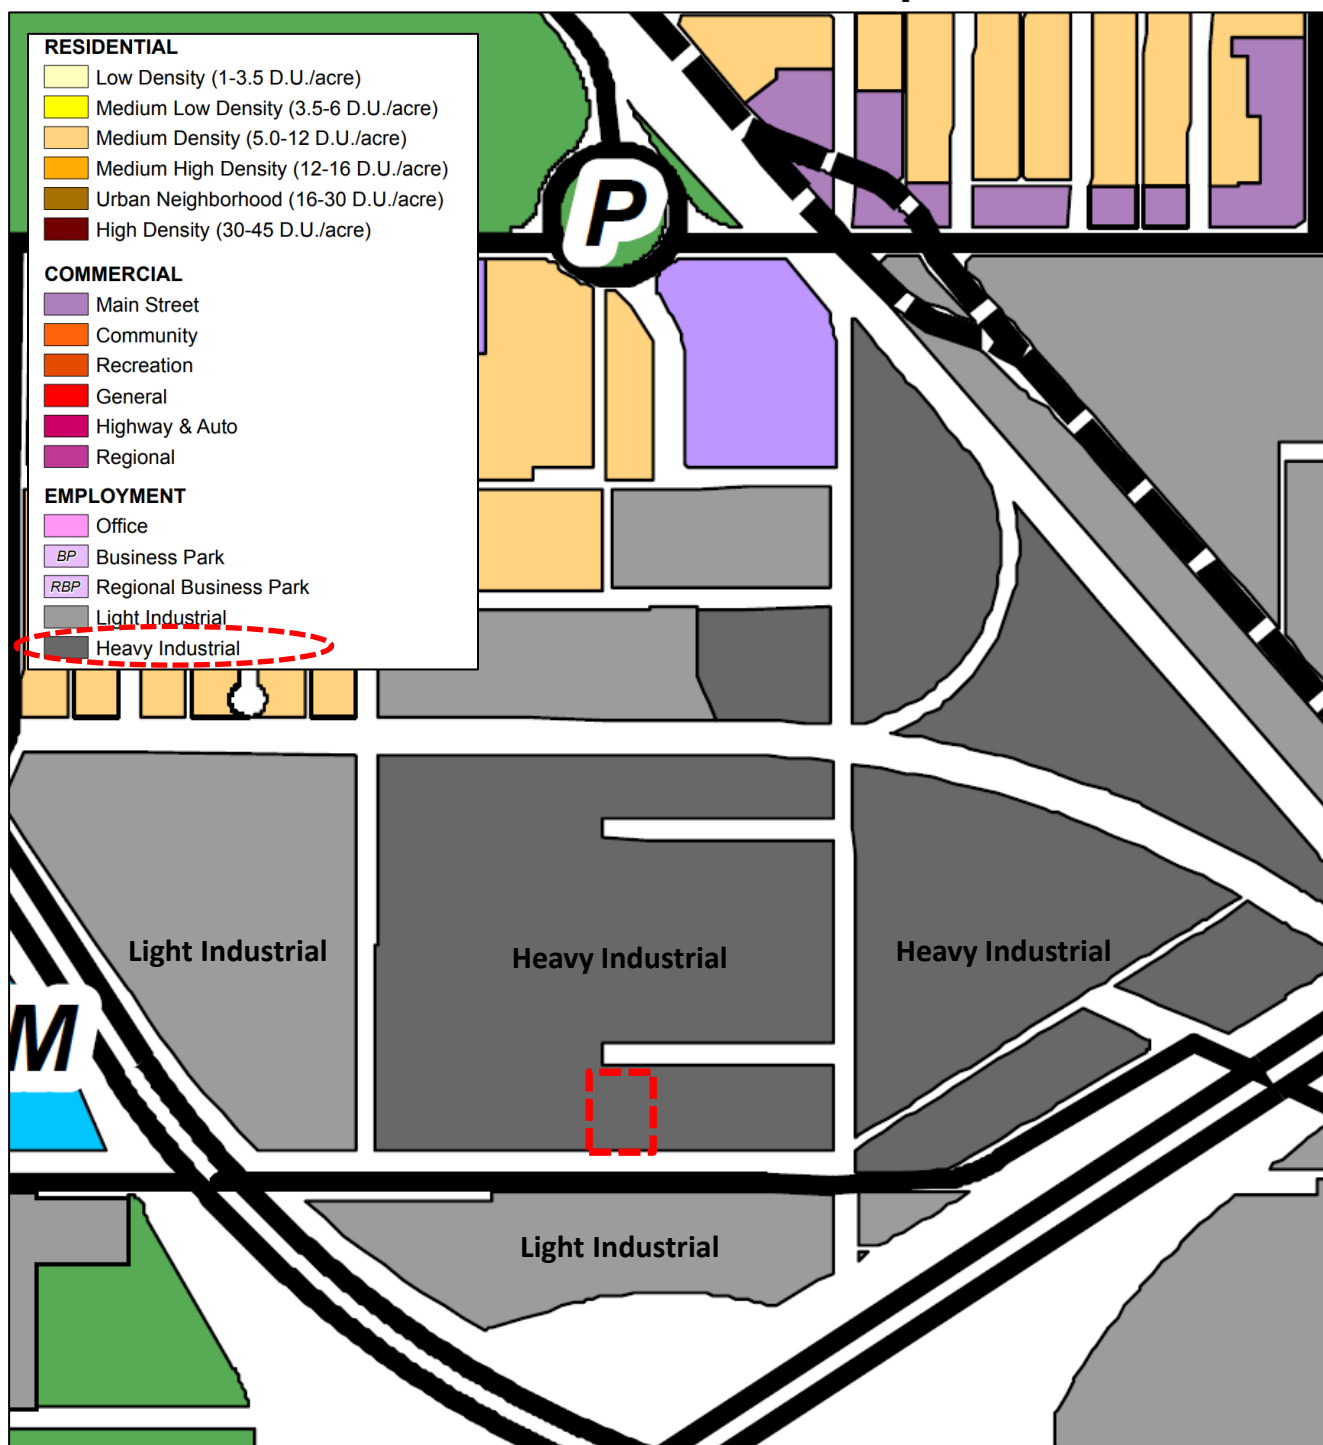 RESIDENTIAL
Low Density (1-3.5 D.U./acre)
Medium Low Density (3.5-6 D.U./acre)
Medium Density (5.0-12 D.U./acre)
Medium High Density (12-16 D.U./acre)
Urban Neighborhood (16-30 D.U./acre)
High Density (30-45 D.U./acre)
COMMERCIAL
Main Street
Community
Recreation
General
Highway & Auto
Regional
EMPLOYMENT
Office
BP Business Park
RBP Regional Business Park
Light Industrial
Heavy Industrial
P
Light Industrial
Heavy Industrial
Heavy Industrial
M
Light Industrial